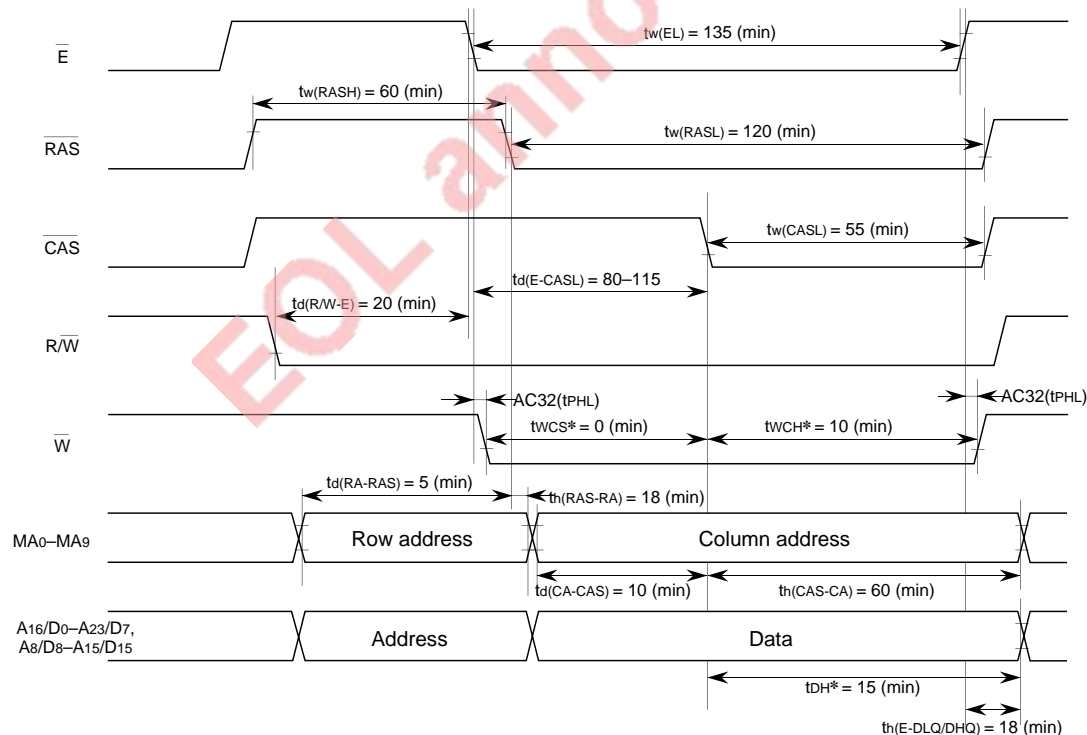 E
tw(EL) = 135 (min)
tw(RASH) = 60 (min)
RAS
tw(RASL) = 120 (min)
CAS
tw(CASL) = 55 (min)
td(E-CASL) = 80–115
td(R/W-E) = 20 (min)
R/W
AC32(tPHL)
AC32(tPHL)
W
tWCS* = 0 (min)
tWCH* = 10 (min)
td(RA-RAS) = 5 (min)
th(RAS-RA) = 18 (min)
MA0–MA9
Row address
Column address
td(CA-CAS) = 10 (min)
th(CAS-CA) = 60 (min)
A16/D0–A23/D7,
A8/D8–A15/D15
Address
Data
tDH* = 15 (min)
th(E-DLQ/DHQ) = 18 (min)
EOL anno